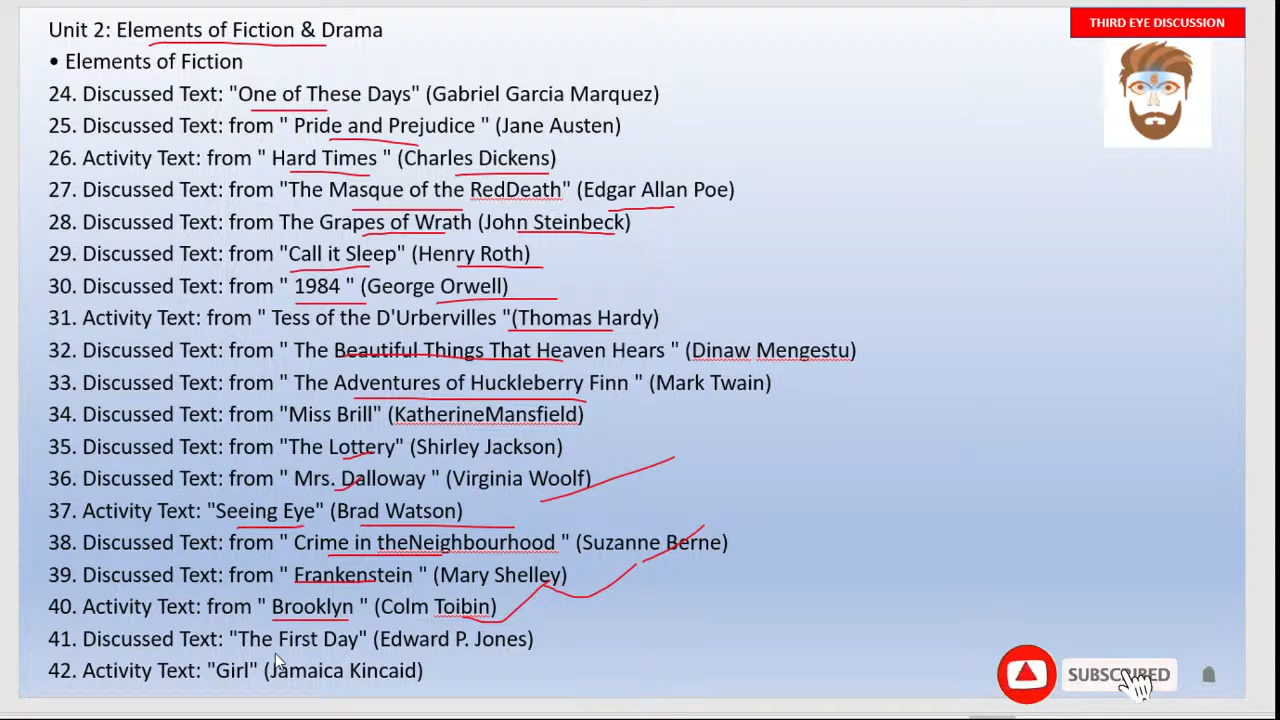 Unit 2: Elements of Fiction & Drama
THIRD EYE DISCUSSION
• Elements of Fiction
24. Discussed Text: "One of These Days" (Gabriel Garcia Marquez)
25. Discussed Text: from " Pride and Prejudice " (Jane Austen)
26. Activity Text: from " Hard Times " (Charles Dickens)
27. Discussed Text: from "The Masque of the RedDeath" (Edgar Allan Poe)
28. Discussed Text: from The Grapes of Wrath (John Steinbeck)
29. Discussed Text: from "Call it Sleep" (Henry Roth)
30. Discussed Text: from " 1984 " (George Orwell)
31. Activity Text: from " Tess of the D'Urbervilles "(Thomas Hardy)
32. Discussed Text: from " The Beautiful Things That Heaven Hears " (Dinaw Mengestu)
33. Discussed Text: from " The Adventures of Huckleberry Finn " (Mark Twain)
34. Discussed Text: from "Miss Brill" (KatherineMansfield)
35. Discussed Text: from "The Lottery" (Shirley Jackson)
36. Discussed Text: from " Mrs. Dalloway " (Virginia Woolf)
37. Activity Text: "Seeing Eye" (Brad Watson)
38. Discussed Text: from " Crime in theNeighbourhood " (Suzanne Berne)
39. Discussed Text: from " Frankenstein " (Mary Shelley)
40. Activity Text: from " Brooklyn " (Colm Toibin)
41. Discussed Text: "The First Day" (Edward P. Jones)
42. Activity Text: "Girl" (Jamaica Kincaid)
SUBSCRIBED